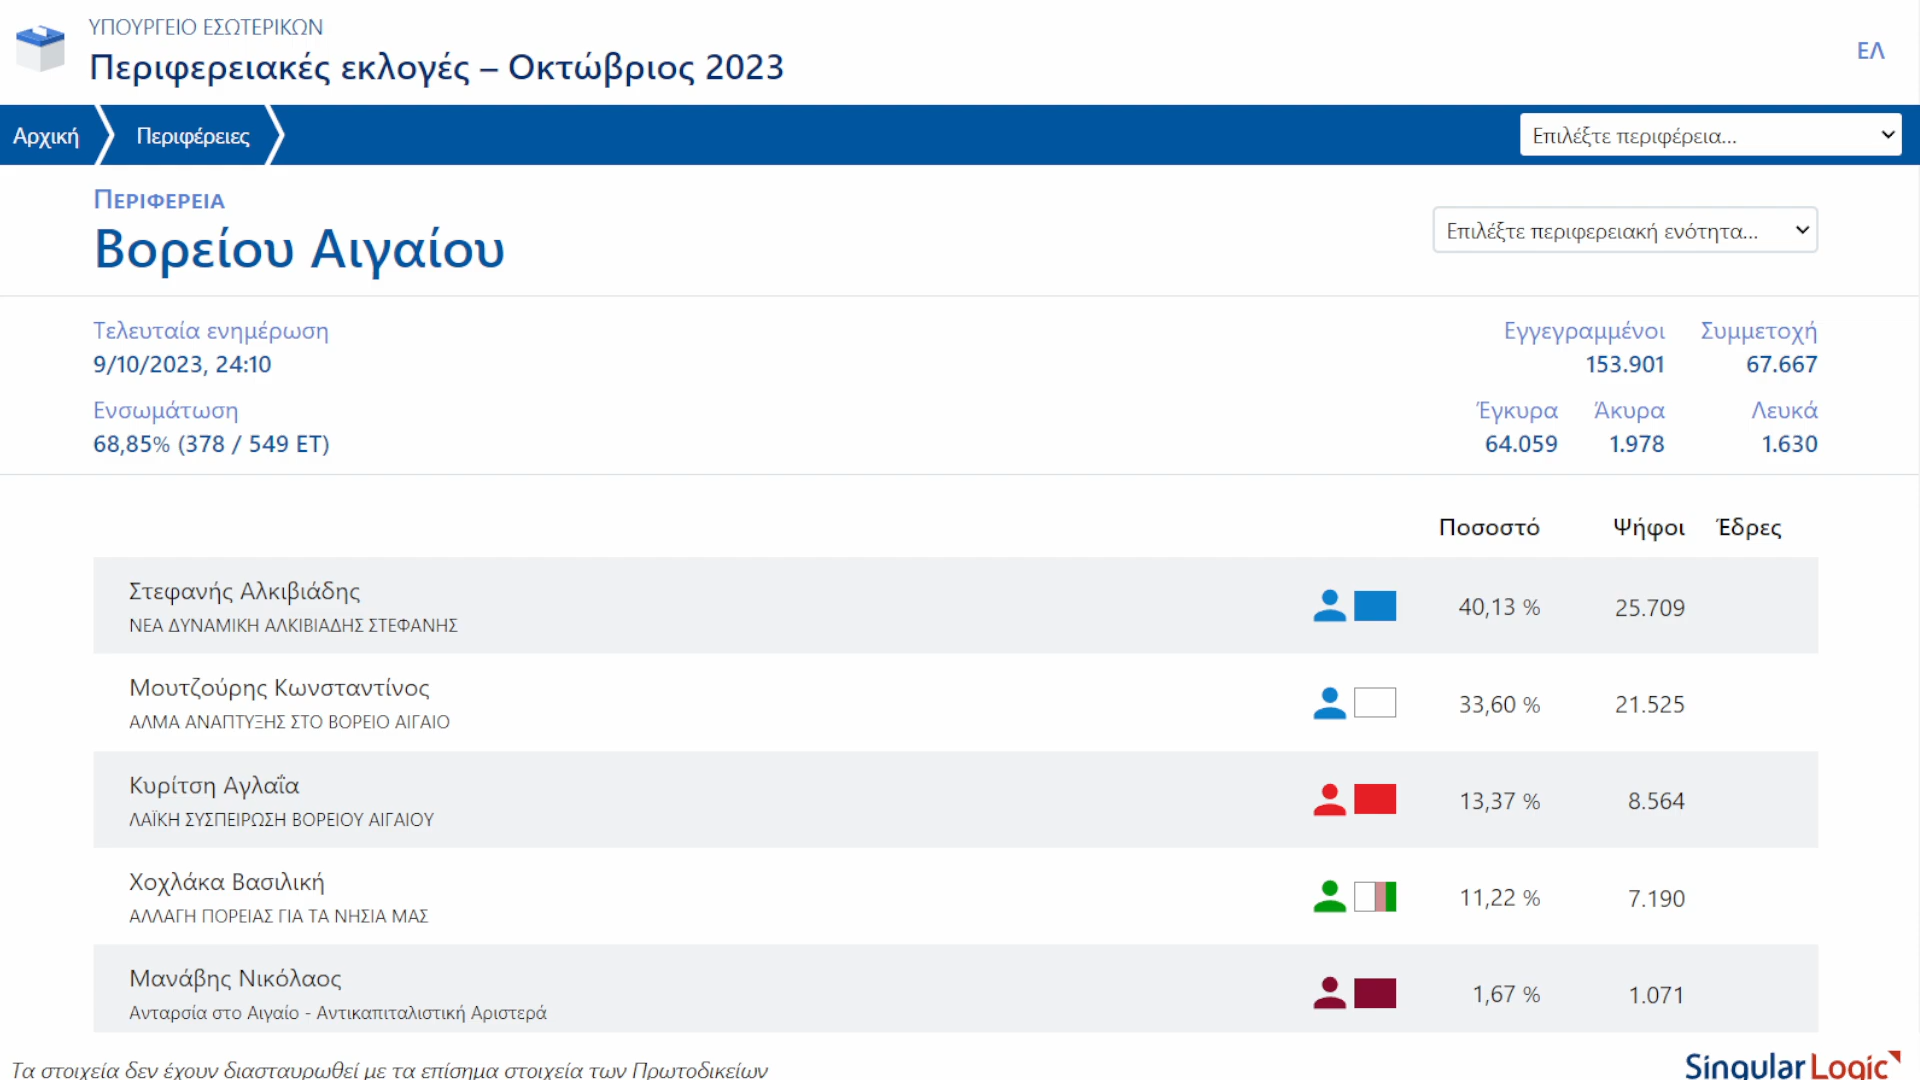 ΥΠΟΥΡΓΕΙΟ ΕΣΩΤΕΡΙΚΩΝ
Περιφερειακές εκλογές – Οκτώβριος 2023
ΕΛ
Αρχική Περιφέρειες Επιλέξτε περιφέρεια...
ΠΕΡΙΦΕΡΕΙΑ
Βορείου Αιγαίου
Επιλέξτε περιφερειακή ενότητα...
Τελευταία ενημέρωση Εγγεγραμμένοι Συμμετοχή
9/10/2023, 24:10 153.901 67.667
Ενσωμάτωση Έγκυρα Άκυρα Λευκά
68,85% (378 / 549 ΕΤ) 64.059 1.978 1.630
Ποσοστό Ψήφοι Έδρες
Στεφανής Αλκιβιάδης
ΝΕΑ ΔΥΝΑΜΙΚΗ ΑΛΚΙΒΙΑΔΗΣ ΣΤΕΦΑΝΗΣ
40,13 % 25.709
Μουτζούρης Κωνσταντίνος
ΑΛΜΑ ΑΝΑΠΤΥΞΗΣ ΣΤΟ ΒΟΡΕΙΟ ΑΙΓΑΙΟ
33,60 % 21.525
Κυρίτση Αγλαΐα
ΛΑΪΚΗ ΣΥΣΠΕΙΡΩΣΗ ΒΟΡΕΙΟΥ ΑΙΓΑΙΟΥ
13,37 % 8.564
Χοχλάκα Βασιλική
ΑΛΛΑΓΗ ΠΟΡΕΙΑΣ ΓΙΑ ΤΑ ΝΗΣΙΑ ΜΑΣ
11,22 % 7.190
Μανάβης Νικόλαος
Ανταρσία στο Αιγαίο - Αντικαπιταλιστική Αριστερά
1,67 % 1.071
Τα στοιχεία δεν έχουν διασταυρωθεί με τα επίσημα στοιχεία των Πρωτοδικείων
SingularLogic